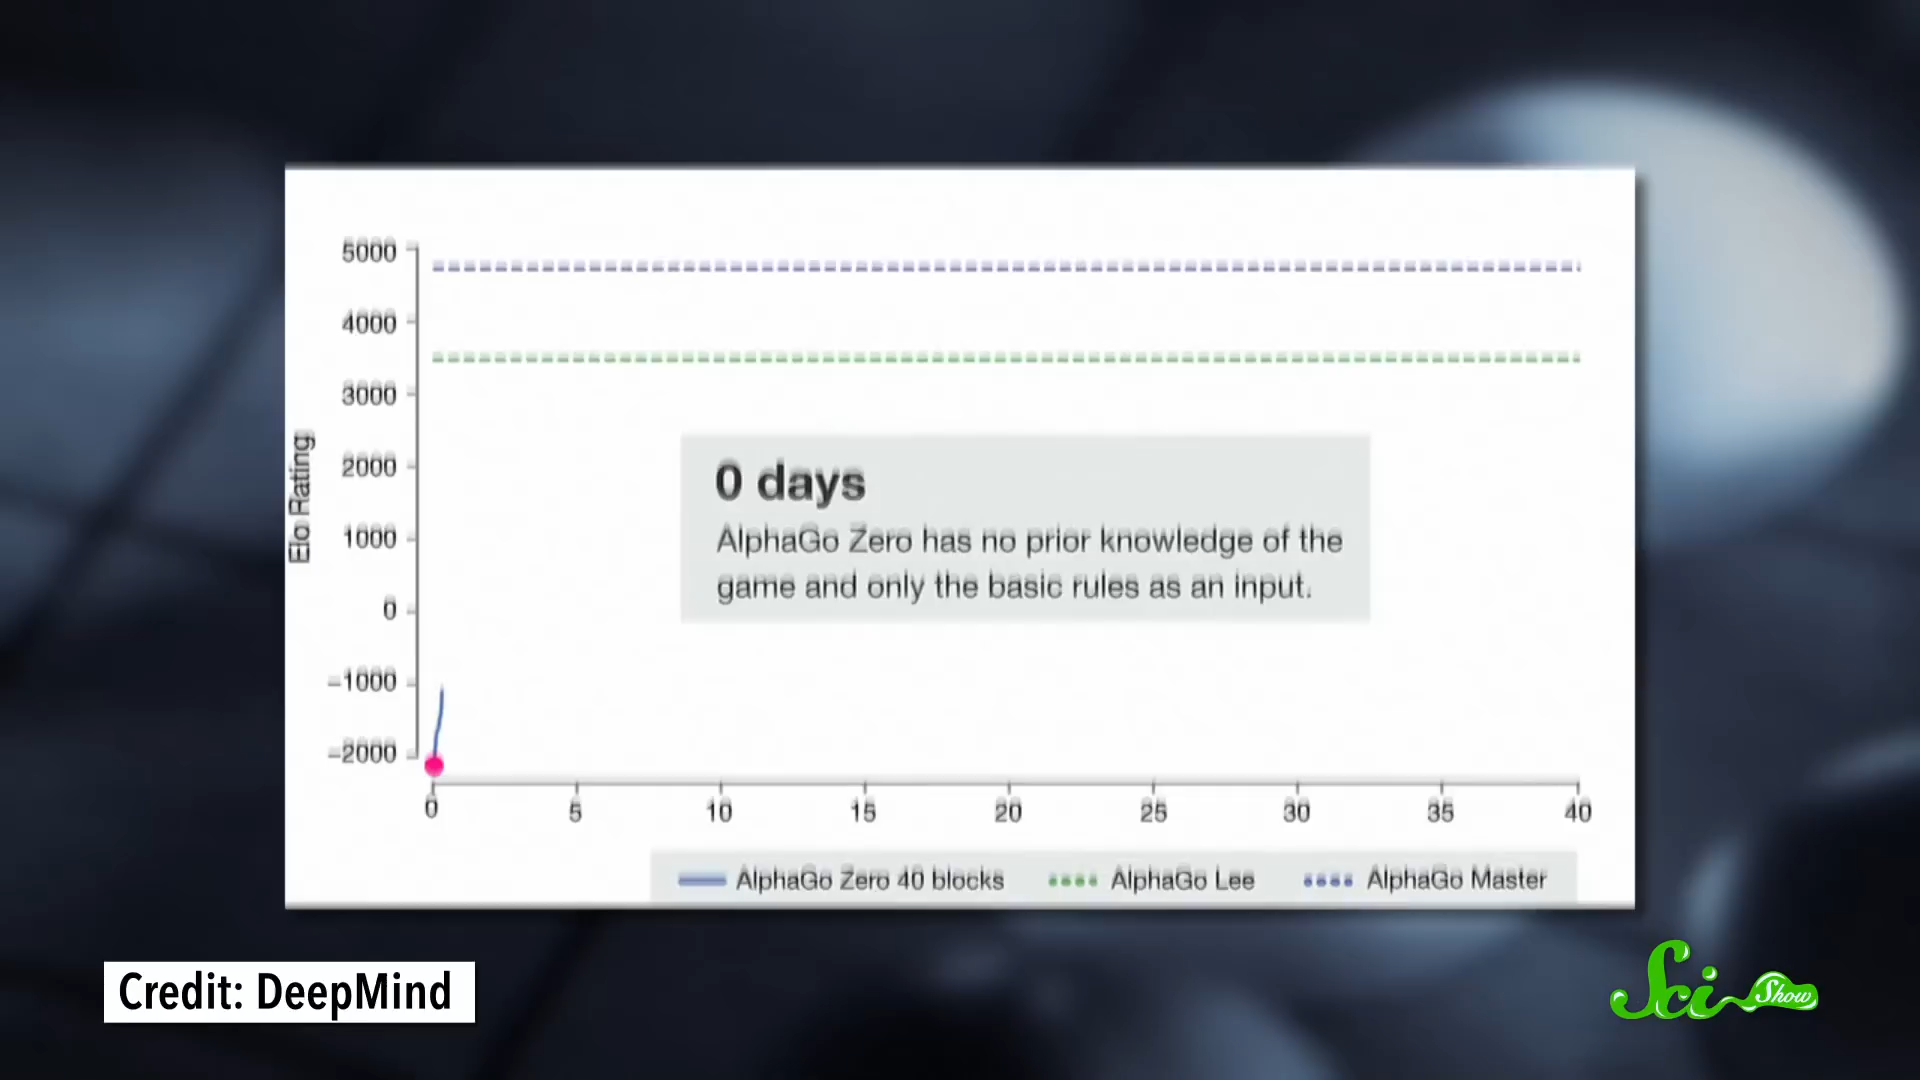 5000
4000
3000
2000
1000
0
−1000
−2000
Elo Rating
0 days
AlphaGo Zero has no prior knowledge of the
game and only the basic rules as an input.
0 5 10 15 20 25 30 35 40
AlphaGo Zero 40 blocks AlphaGo Lee AlphaGo Master
Credit: DeepMind
Sci Show